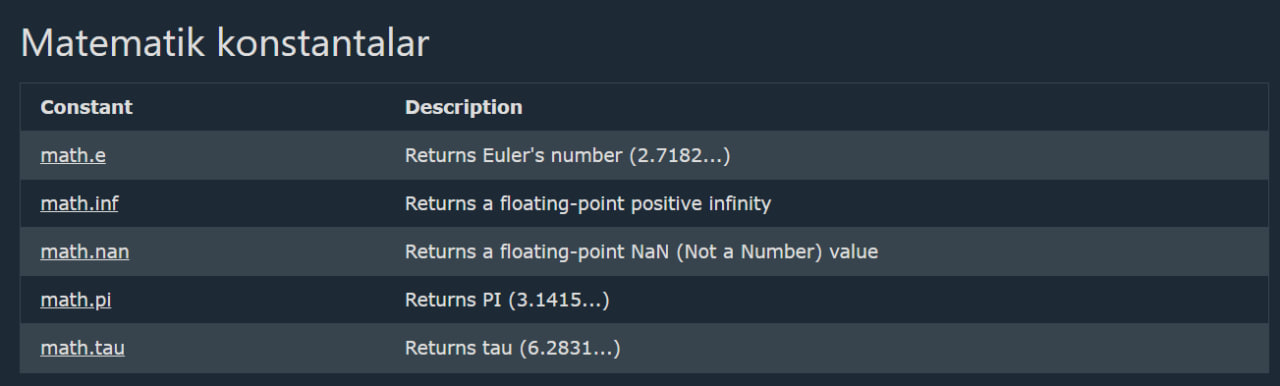 Matematik konstantalar
Constant Description
math.e Returns Euler's number (2.7182...)
math.inf Returns a floating-point positive infinity
math.nan Returns a floating-point NaN (Not a Number) value
math.pi Returns PI (3.1415...)
math.tau Returns tau (6.2831...)